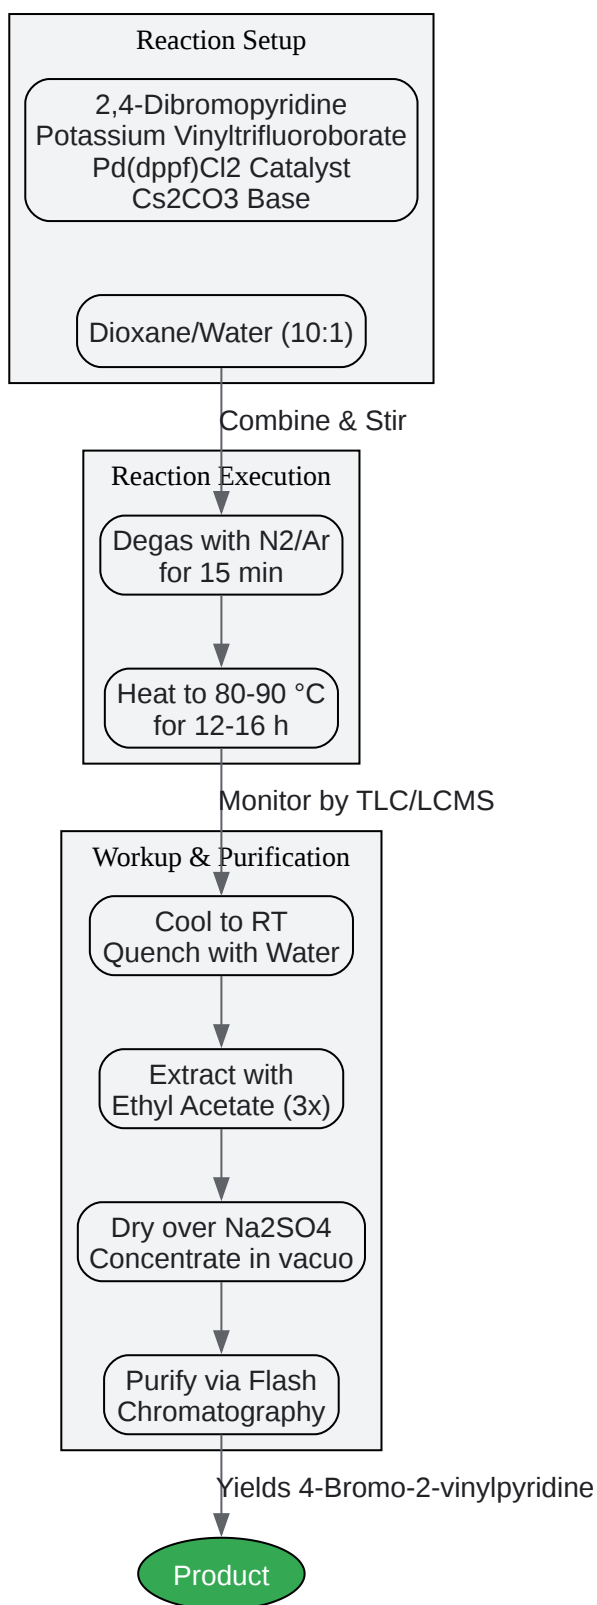 Reaction Setup
2,4-Dibromopyridine
Potassium Vinyltrifluoroborate
Pd(dppf)Cl2 Catalyst
Cs2CO3 Base
Dioxane/Water (10:1)
Combine & Stir
Reaction Execution
Degas with N2/Ar
for 15 min
Heat to 80-90 °C
for 12-16 h
Monitor by TLC/LCMS
Workup & Purification
Cool to RT
Quench with Water
Extract with
Ethyl Acetate (3x)
Dry over Na2SO4
Concentrate in vacuo
Purify via Flash
Chromatography
Yields 4-Bromo-2-vinylpyridine
Product